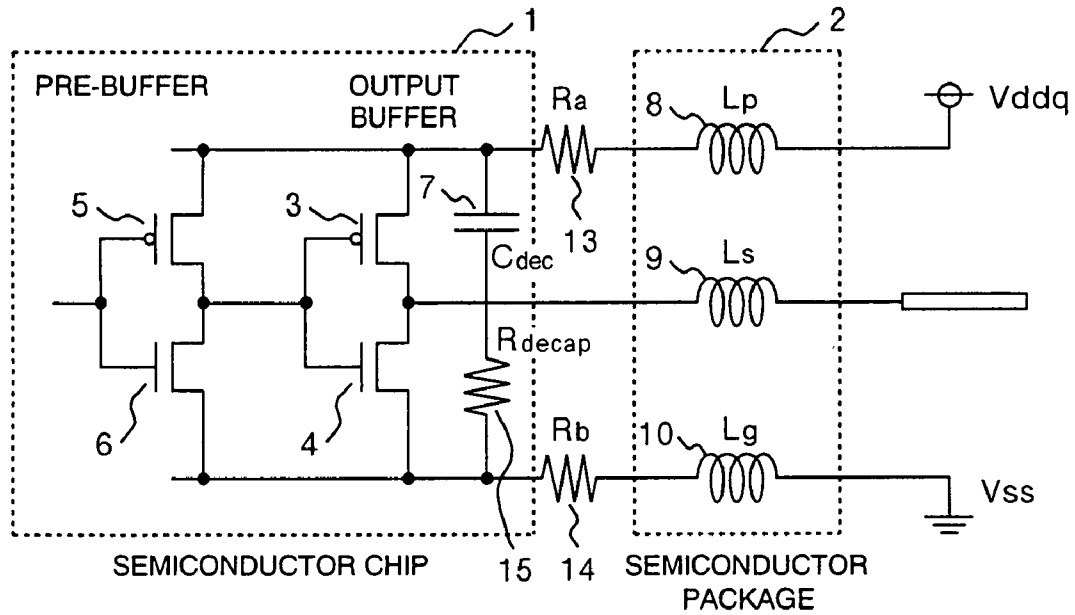 1
2
PRE-BUFFER
OUTPUT
BUFFER
Ra
8
Lp
Vddq
5
3
7
13
Cdec
9
Ls
Rdecap
6
4
Rb
10
Lg
Vss
SEMICONDUCTOR CHIP
15
14
SEMICONDUCTOR
PACKAGE